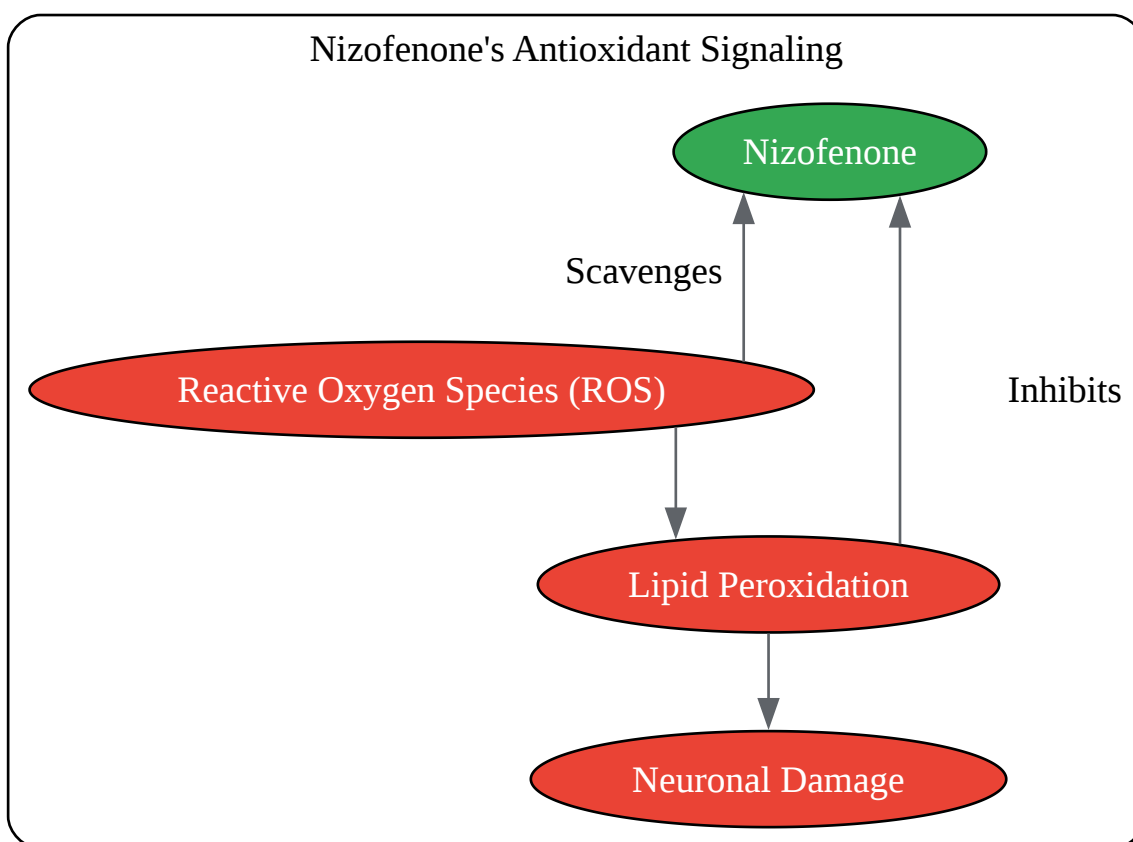 Nizofenone's Antioxidant Signaling
Nizofenone
Scavenges
Reactive Oxygen Species (ROS)
Inhibits
Lipid Peroxidation
Neuronal Damage